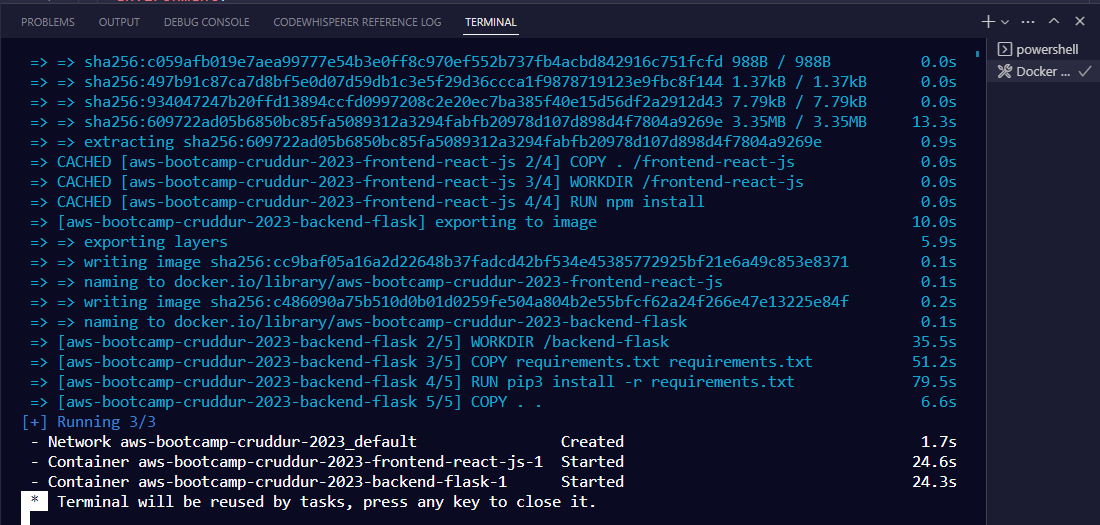 ENVIRONMENT:
PROBLEMS OUTPUT DEBUG CONSOLE CODEWHISPERER REFERENCE LOG TERMINAL
powershell
Docker ...
=> => sha256:c059afb019e7aea99777e54b3e0ff8c970ef552b737fb4acbd842916c751fcfd 988B / 988B 0.0s
=> => sha256:497b91c87ca7d8bf5e0d07d59db1c3e5f29d36ccca1f9878719123e9fbc8f144 1.37kB / 1.37kB 0.0s
=> => sha256:934047247b20ffd13894ccfd0997208c2e20ec7ba385f40e15d56df2a2912d43 7.79kB / 7.79kB 0.0s
=> => sha256:609722ad05b6850bc85fa5089312a3294fabfb20978d107d898d4f7804a9269e 3.35MB / 3.35MB 13.3s
=> => extracting sha256:609722ad05b6850bc85fa5089312a3294fabfb20978d107d898d4f7804a9269e 0.9s
=> CACHED [aws-bootcamp-cruddur-2023-frontend-react-js 2/4] COPY . /frontend-react-js 0.0s
=> CACHED [aws-bootcamp-cruddur-2023-frontend-react-js 3/4] WORKDIR /frontend-react-js 0.0s
=> CACHED [aws-bootcamp-cruddur-2023-frontend-react-js 4/4] RUN npm install 0.0s
=> [aws-bootcamp-cruddur-2023-backend-flask] exporting to image 10.0s
=> => exporting layers 5.9s
=> => writing image sha256:cc9baf05a16a2d22648b37fadcd42bf534e45385772925bf21e6a49c853e8371 0.1s
=> => naming to docker.io/library/aws-bootcamp-cruddur-2023-frontend-react-js 0.1s
=> => writing image sha256:c486090a75b510d0b01d0259fe504a804b2e55bfcf62a24f266e47e13225e84f 0.2s
=> => naming to docker.io/library/aws-bootcamp-cruddur-2023-backend-flask 0.1s
=> [aws-bootcamp-cruddur-2023-backend-flask 2/5] WORKDIR /backend-flask 35.5s
=> [aws-bootcamp-cruddur-2023-backend-flask 3/5] COPY requirements.txt requirements.txt 51.2s
=> [aws-bootcamp-cruddur-2023-backend-flask 4/5] RUN pip3 install -r requirements.txt 79.5s
=> [aws-bootcamp-cruddur-2023-backend-flask 5/5] COPY . . 6.6s
[+] Running 3/3
- Network aws-bootcamp-cruddur-2023_default Created 1.7s
- Container aws-bootcamp-cruddur-2023-frontend-react-js-1 Started 24.6s
- Container aws-bootcamp-cruddur-2023-backend-flask-1 Started 24.3s
* Terminal will be reused by tasks, press any key to close it.